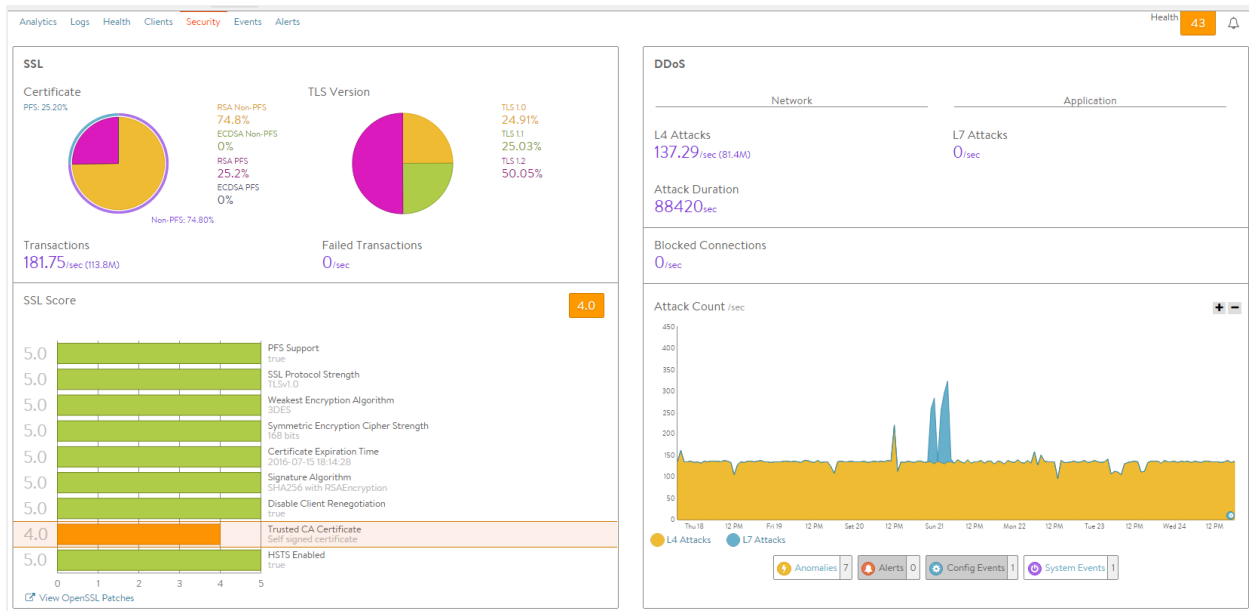 Analytics Logs Health Clients Security Events Alerts
Health 43
SSL
Certificate
PFS: 25.20%
RSA Non-PFS
74.8%
ECDSA Non-PFS
0%
RSA PFS
25.2%
ECDSA PFS
0%
Non-PFS: 74.80%
TLS Version
TLS 1.0
24.91%
TLS 1.1
25.03%
TLS 1.2
50.05%
Transactions
181.75/sec (113.8M)
Failed Transactions
0/sec
SSL Score
4.0
5.0 PFS Support
true
5.0 SSL Protocol Strength
TLSv1.0
5.0 Weakest Encryption Algorithm
3DES
5.0 Symmetric Encryption Cipher Strength
168 bits
5.0 Certificate Expiration Time
2016-07-15 18:14:28
5.0 Signature Algorithm
SHA256 with RSAEncryption
5.0 Disable Client Renegotiation
true
4.0 Trusted CA Certificate
Self signed certificate
5.0 HSTS Enabled
true
0 1 2 3 4 5
View OpenSSL Patches
DDoS
Network
Application
L4 Attacks
137.29/sec (81.4M)
L7 Attacks
0/sec
Attack Duration
88420sec
Blocked Connections
0/sec
Attack Count /sec
450
400
350
300
250
200
150
100
50
0
Thu 18 12 PM Fri 19 12 PM Sat 20 12 PM Sun 21 12 PM Mon 22 12 PM Tue 23 12 PM Wed 24 12 PM
L4 Attacks L7 Attacks
Anomalies 7 Alerts 0 Config Events 1 System Events 1